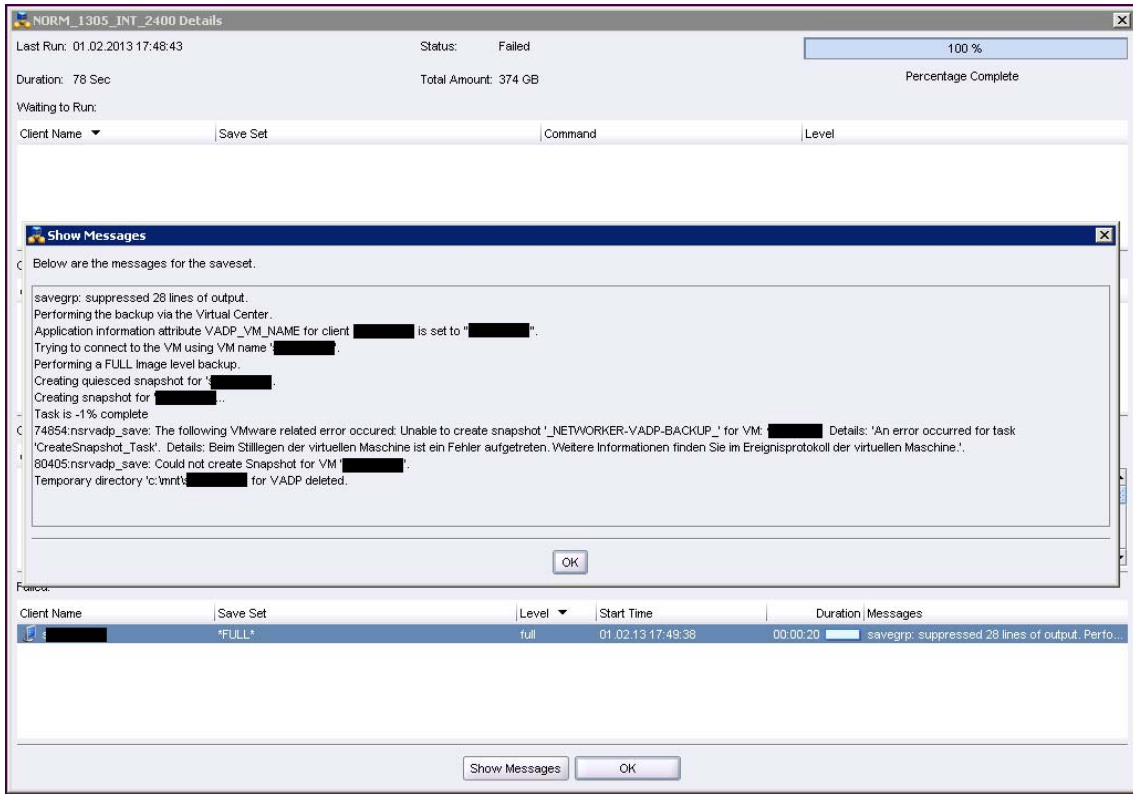 NORM_1305_INT_2400 Details
Last Run: 01.02.2013 17:48:43 Status: Failed 100 %
Duration: 78 Sec Total Amount: 374 GB Percentage Complete
Waiting to Run:
Client Name Save Set Command Level
Show Messages
Below are the messages for the saveset.
savegrp: suppressed 28 lines of output.
Performing the backup via the Virtual Center.
Application information attribute VADP_VM_NAME for client is set to "".
Trying to connect to the VM using VM name '.
Performing a FULL Image level backup.
Creating quiesced snapshot for '.
Creating snapshot for '...
Task is -1% complete
74854:nsrvadp_save: The following VMware related error occured: Unable to create snapshot '_NETWORKER-VADP-BACKUP_' for VM: ' Details: 'An error occurred for task
'CreateSnapshot_Task'. Details: Beim Stilllegen der virtuellen Maschine ist ein Fehler aufgetreten. Weitere Informationen finden Sie im Ereignisprotokoll der virtuellen Maschine.'.
80405:nsrvadp_save: Could not create Snapshot for VM ''.
Temporary directory 'c:\mnt\ for VADP deleted.
OK
Client Name Save Set Level Start Time Duration Messages
*FULL* full 01.02.13 17:49:38 00:00:20 savegrp: suppressed 28 lines of output. Perfo...
Show Messages OK